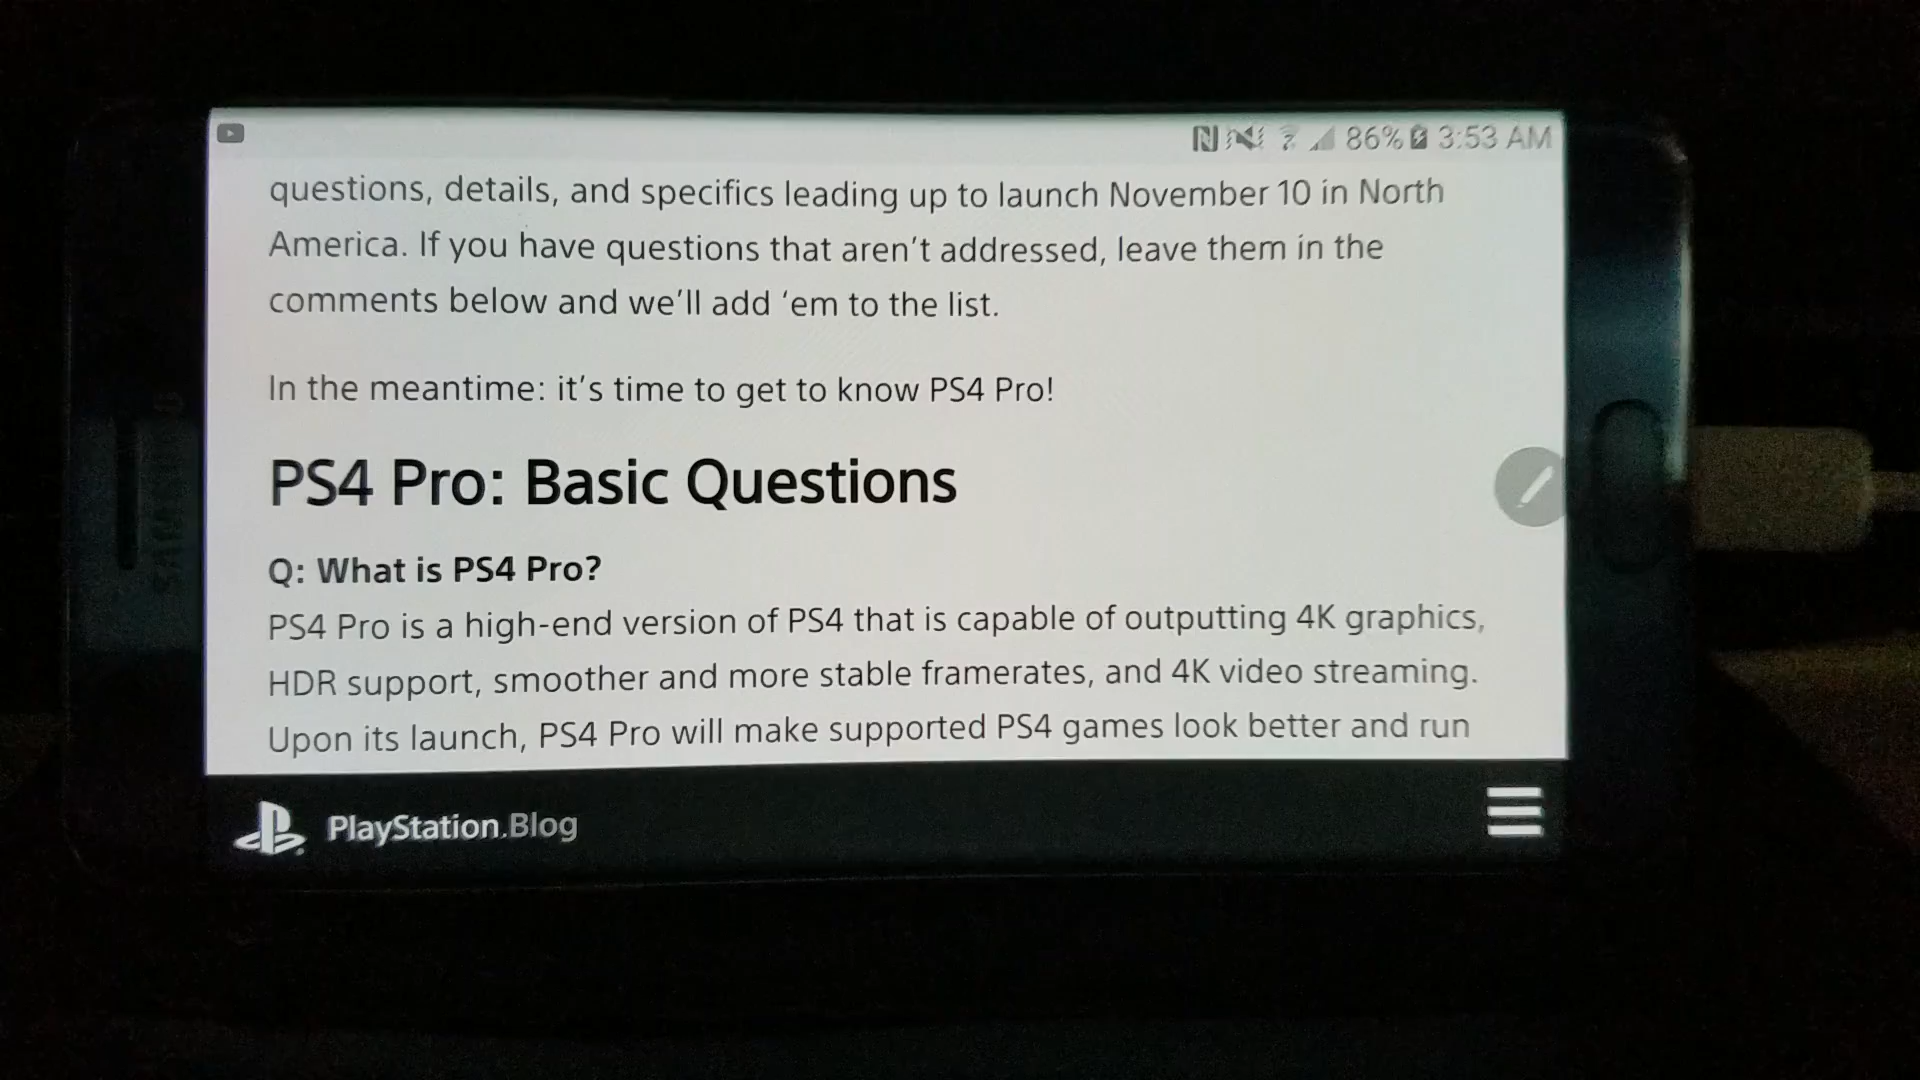 86% 3:53 AM
questions, details, and specifics leading up to launch November 10 in North
America. If you have questions that aren't addressed, leave them in the
comments below and we'll add 'em to the list.
In the meantime: it's time to get to know PS4 Pro!
PS4 Pro: Basic Questions
Q: What is PS4 Pro?
PS4 Pro is a high-end version of PS4 that is capable of outputting 4K graphics,
HDR support, smoother and more stable framerates, and 4K video streaming.
Upon its launch, PS4 Pro will make supported PS4 games look better and run
PlayStation.Blog
SAMSUNG